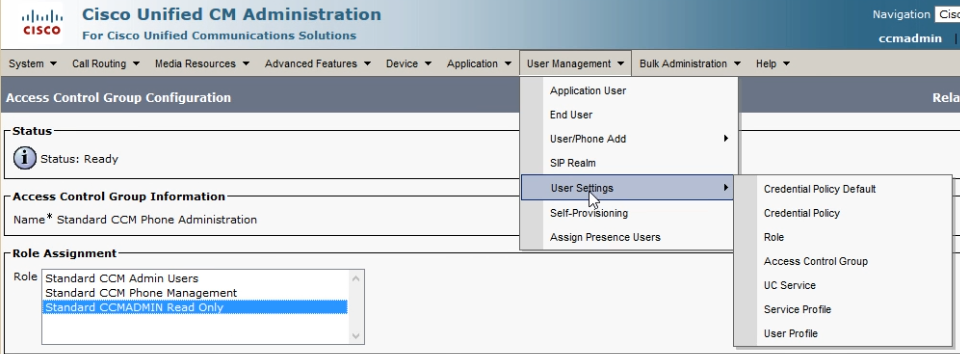 Cisco Unified CM Administration
Navigation Cisc
CISCO
For Cisco Unified Communications Solutions
ccmadmin |
System Call Routing Media Resources Advanced Features Device Application User Management Bulk Administration Help
Access Control Group Configuration
Rela
Application User
End User
User/Phone Add
SIP Realm
User Settings
Self-Provisioning
Assign Presence Users
Credential Policy Default
Credential Policy
Role
Access Control Group
UC Service
Service Profile
User Profile
Status
i Status: Ready
Access Control Group Information
Name* Standard CCM Phone Administration
Role Assignment
Role Standard CCM Admin Users
Standard CCM Phone Management
Standard CCMADMIN Read Only